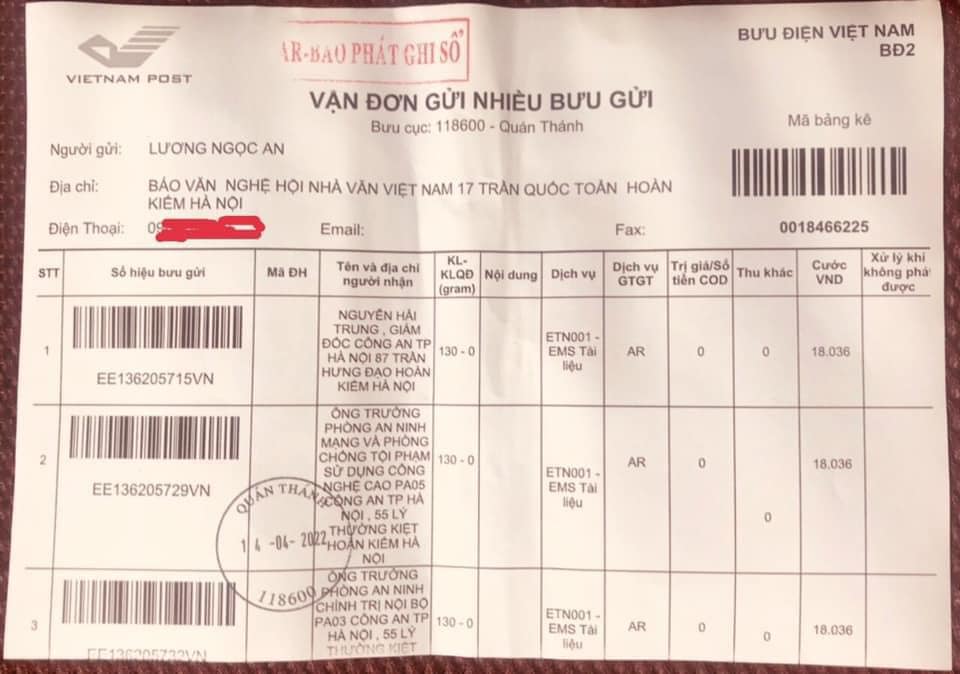 VIETNAM POST
AR-BÁO PHÁT GHI SỐ
BƯU ĐIỆN VIỆT NAM
BĐ2
VẬN ĐƠN GỬI NHIỀU BƯU GỬI
Bưu cục: 118600 - Quán Thánh
Mã bảng kê
Người gửi: LƯƠNG NGỌC AN
Địa chỉ: BÁO VĂN NGHỆ HỘI NHÀ VĂN VIỆT NAM 17 TRẦN QUỐC TOẢN HOÀN
KIẾM HÀ NỘI
Điện Thoại: 09 Email: Fax: 0018466225
STT Số hiệu bưu gửi Mã ĐH Tên và địa chỉ người nhận KL-KLQĐ (gram) Nội dung Dịch vụ Dịch vụ GTGT Trị giá/Số tiền COD Thu khác Cước VND Xử lý khi không phát được
1
EE136205715VN
NGUYỄN HẢI
TRUNG , GIÁM
ĐỐC CÔNG AN TP
HÀ NỘI 87 TRẦN
HƯNG ĐẠO HOÀN
KIẾM HÀ NỘI
130 - 0
ETN001 -
EMS Tài
liệu
AR
0
0
18.036
2
EE136205729VN
ÔNG TRƯỞNG
PHÒNG AN NINH
MẠNG VÀ PHÒNG
CHỐNG TỘI PHẠM
SỬ DỤNG CÔNG
NGHỆ CAO PA05
CÔNG AN TP HÀ
NỘI , 55 LÝ
THƯỜNG KIỆT
HOÀN KIẾM HÀ
NỘI
130 - 0
ETN001 -
EMS Tài
liệu
AR
0
0
18.036
QUÁN THÁNH
14 -04- 2022
118600
3
EE136205732VN
ÔNG TRƯỞNG
PHÒNG AN NINH
CHÍNH TRỊ NỘI BỘ
PA03 CÔNG AN TP
HÀ NỘI , 55 LÝ
THƯỜNG KIỆT
130 - 0
ETN001 -
EMS Tài
liệu
AR
0
0
18.036